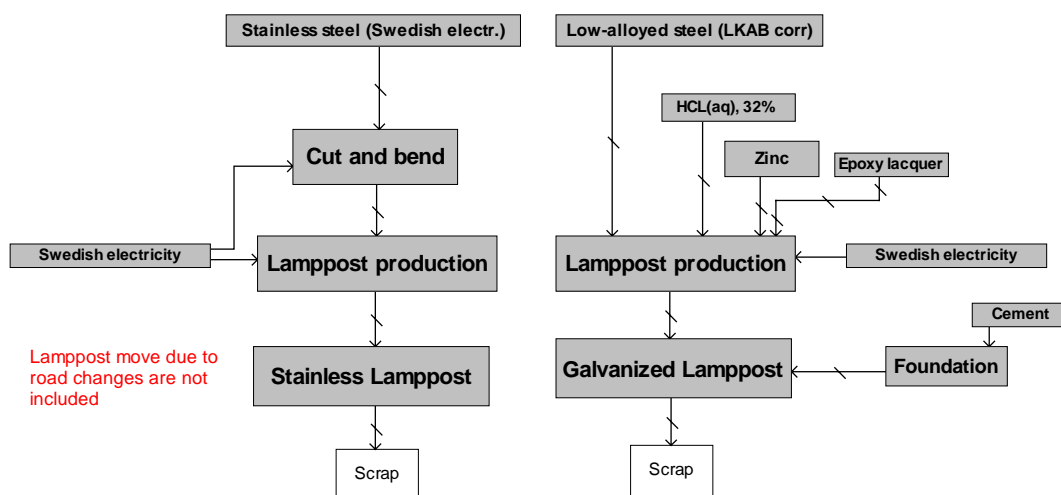 Stainless steel (Swedish electr.)
Low-alloyed steel (LKAB corr)
HCL(aq), 32%
Cut and bend
Zinc
Epoxy lacquer
Swedish electricity
Lamppost production
Lamppost production
Swedish electricity
Cement
Lamppost move due to
road changes are not
included
Stainless Lamppost
Galvanized Lamppost
Foundation
Scrap
Scrap